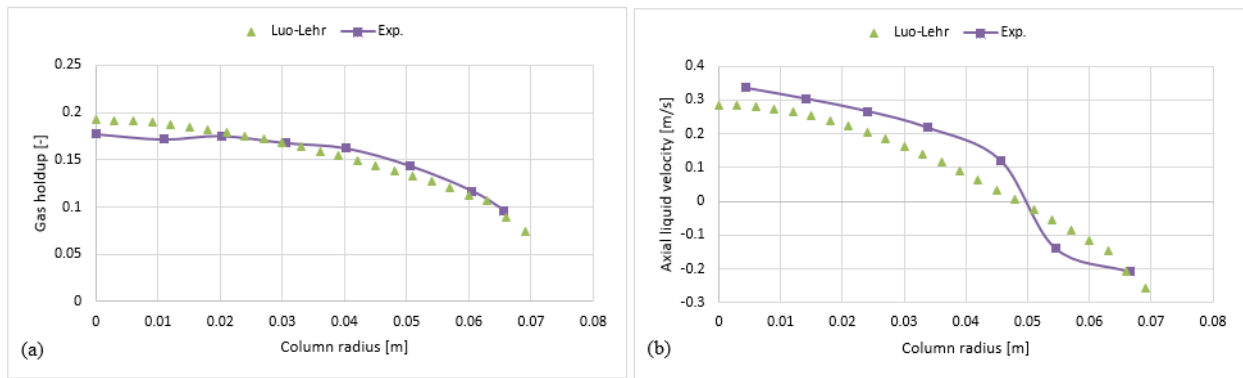 Luo-Lehr Exp.
0.25
0.2
0.15
0.1
0.05
0
Gas holdup [-]
0 0.01 0.02 0.03 0.04 0.05 0.06 0.07 0.08
Column radius [m]
(a)
Luo-Lehr Exp.
0.4
0.3
0.2
0.1
0
-0.1
-0.2
-0.3
Axial liquid velocity [m/s]
0 0.01 0.02 0.03 0.04 0.05 0.06 0.07 0.08
Column radius [m]
(b)